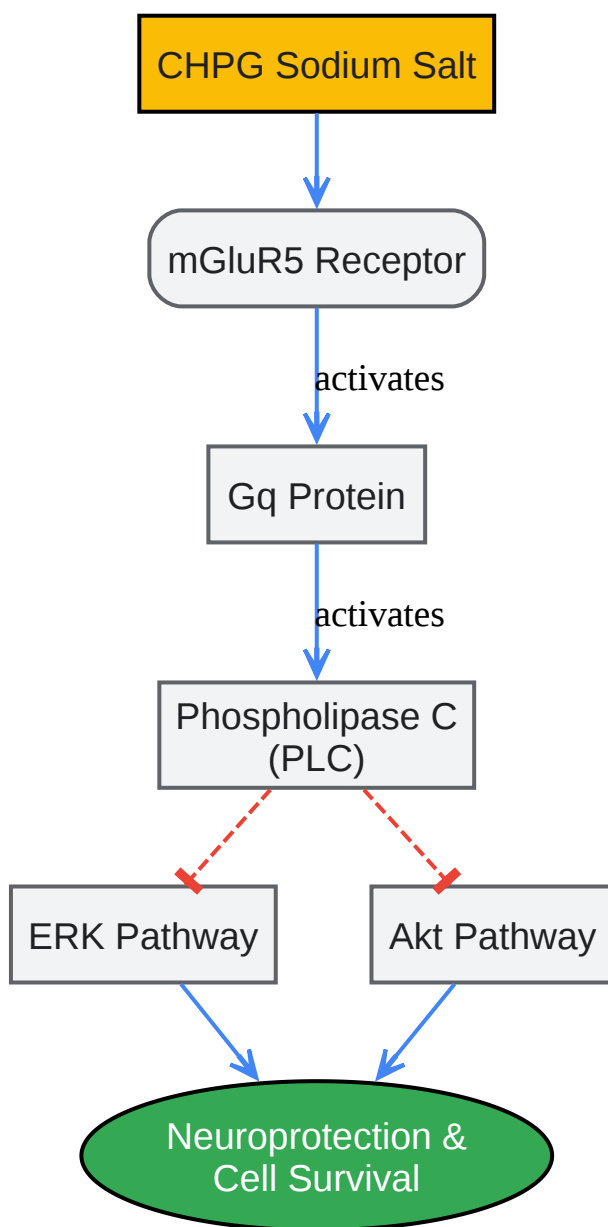 CHPG Sodium Salt
mGluR5 Receptor
activates
Gq Protein
activates
Phospholipase C
(PLC)
ERK Pathway
Akt Pathway
Neuroprotection &
Cell Survival